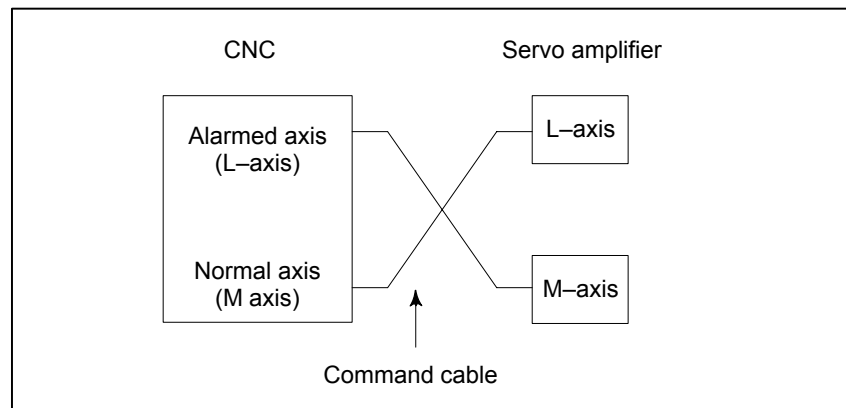 CNC
Servo amplifier
Alarmed axis
(L–axis)
L–axis
Normal axis
(M axis)
M–axis
Command cable